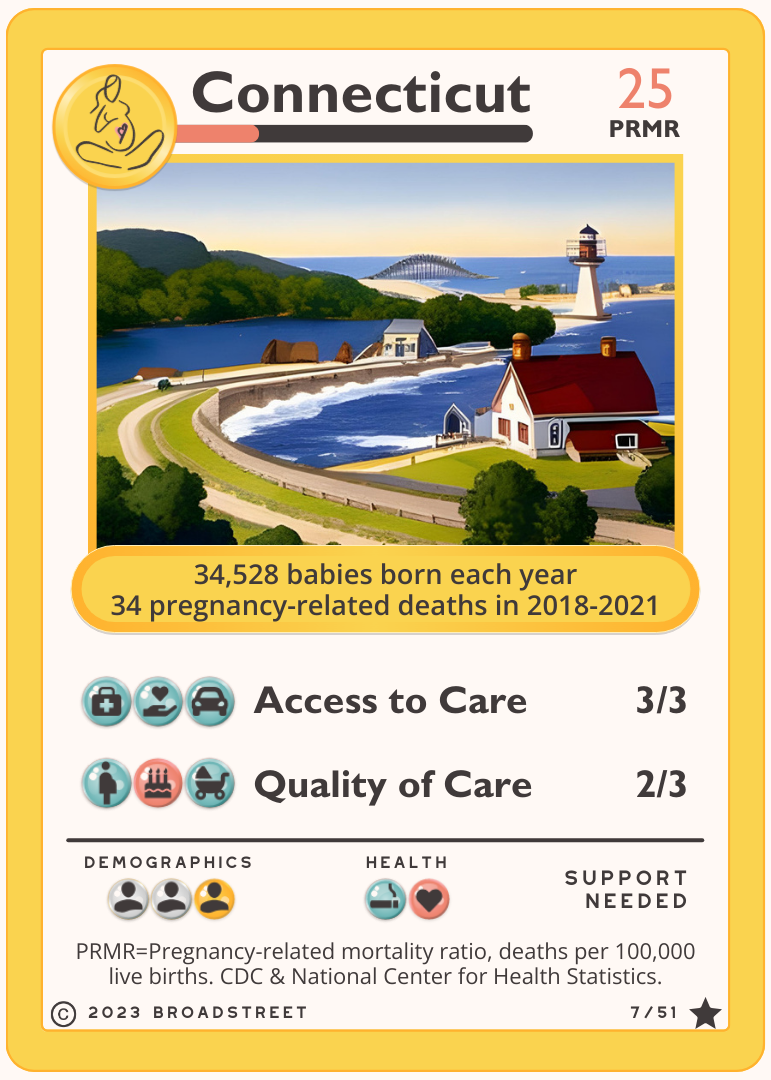 Connecticut
25
PRMR
34,528 babies born each year
34 pregnancy-related deaths in 2018-2021
Access to Care 3/3
Quality of Care 2/3
DEMOGRAPHICS
HEALTH
SUPPORT
NEEDED
PRMR=Pregnancy-related mortality ratio, deaths per 100,000
live births. CDC & National Center for Health Statistics.
© 2023 BROADSTREET 7/51